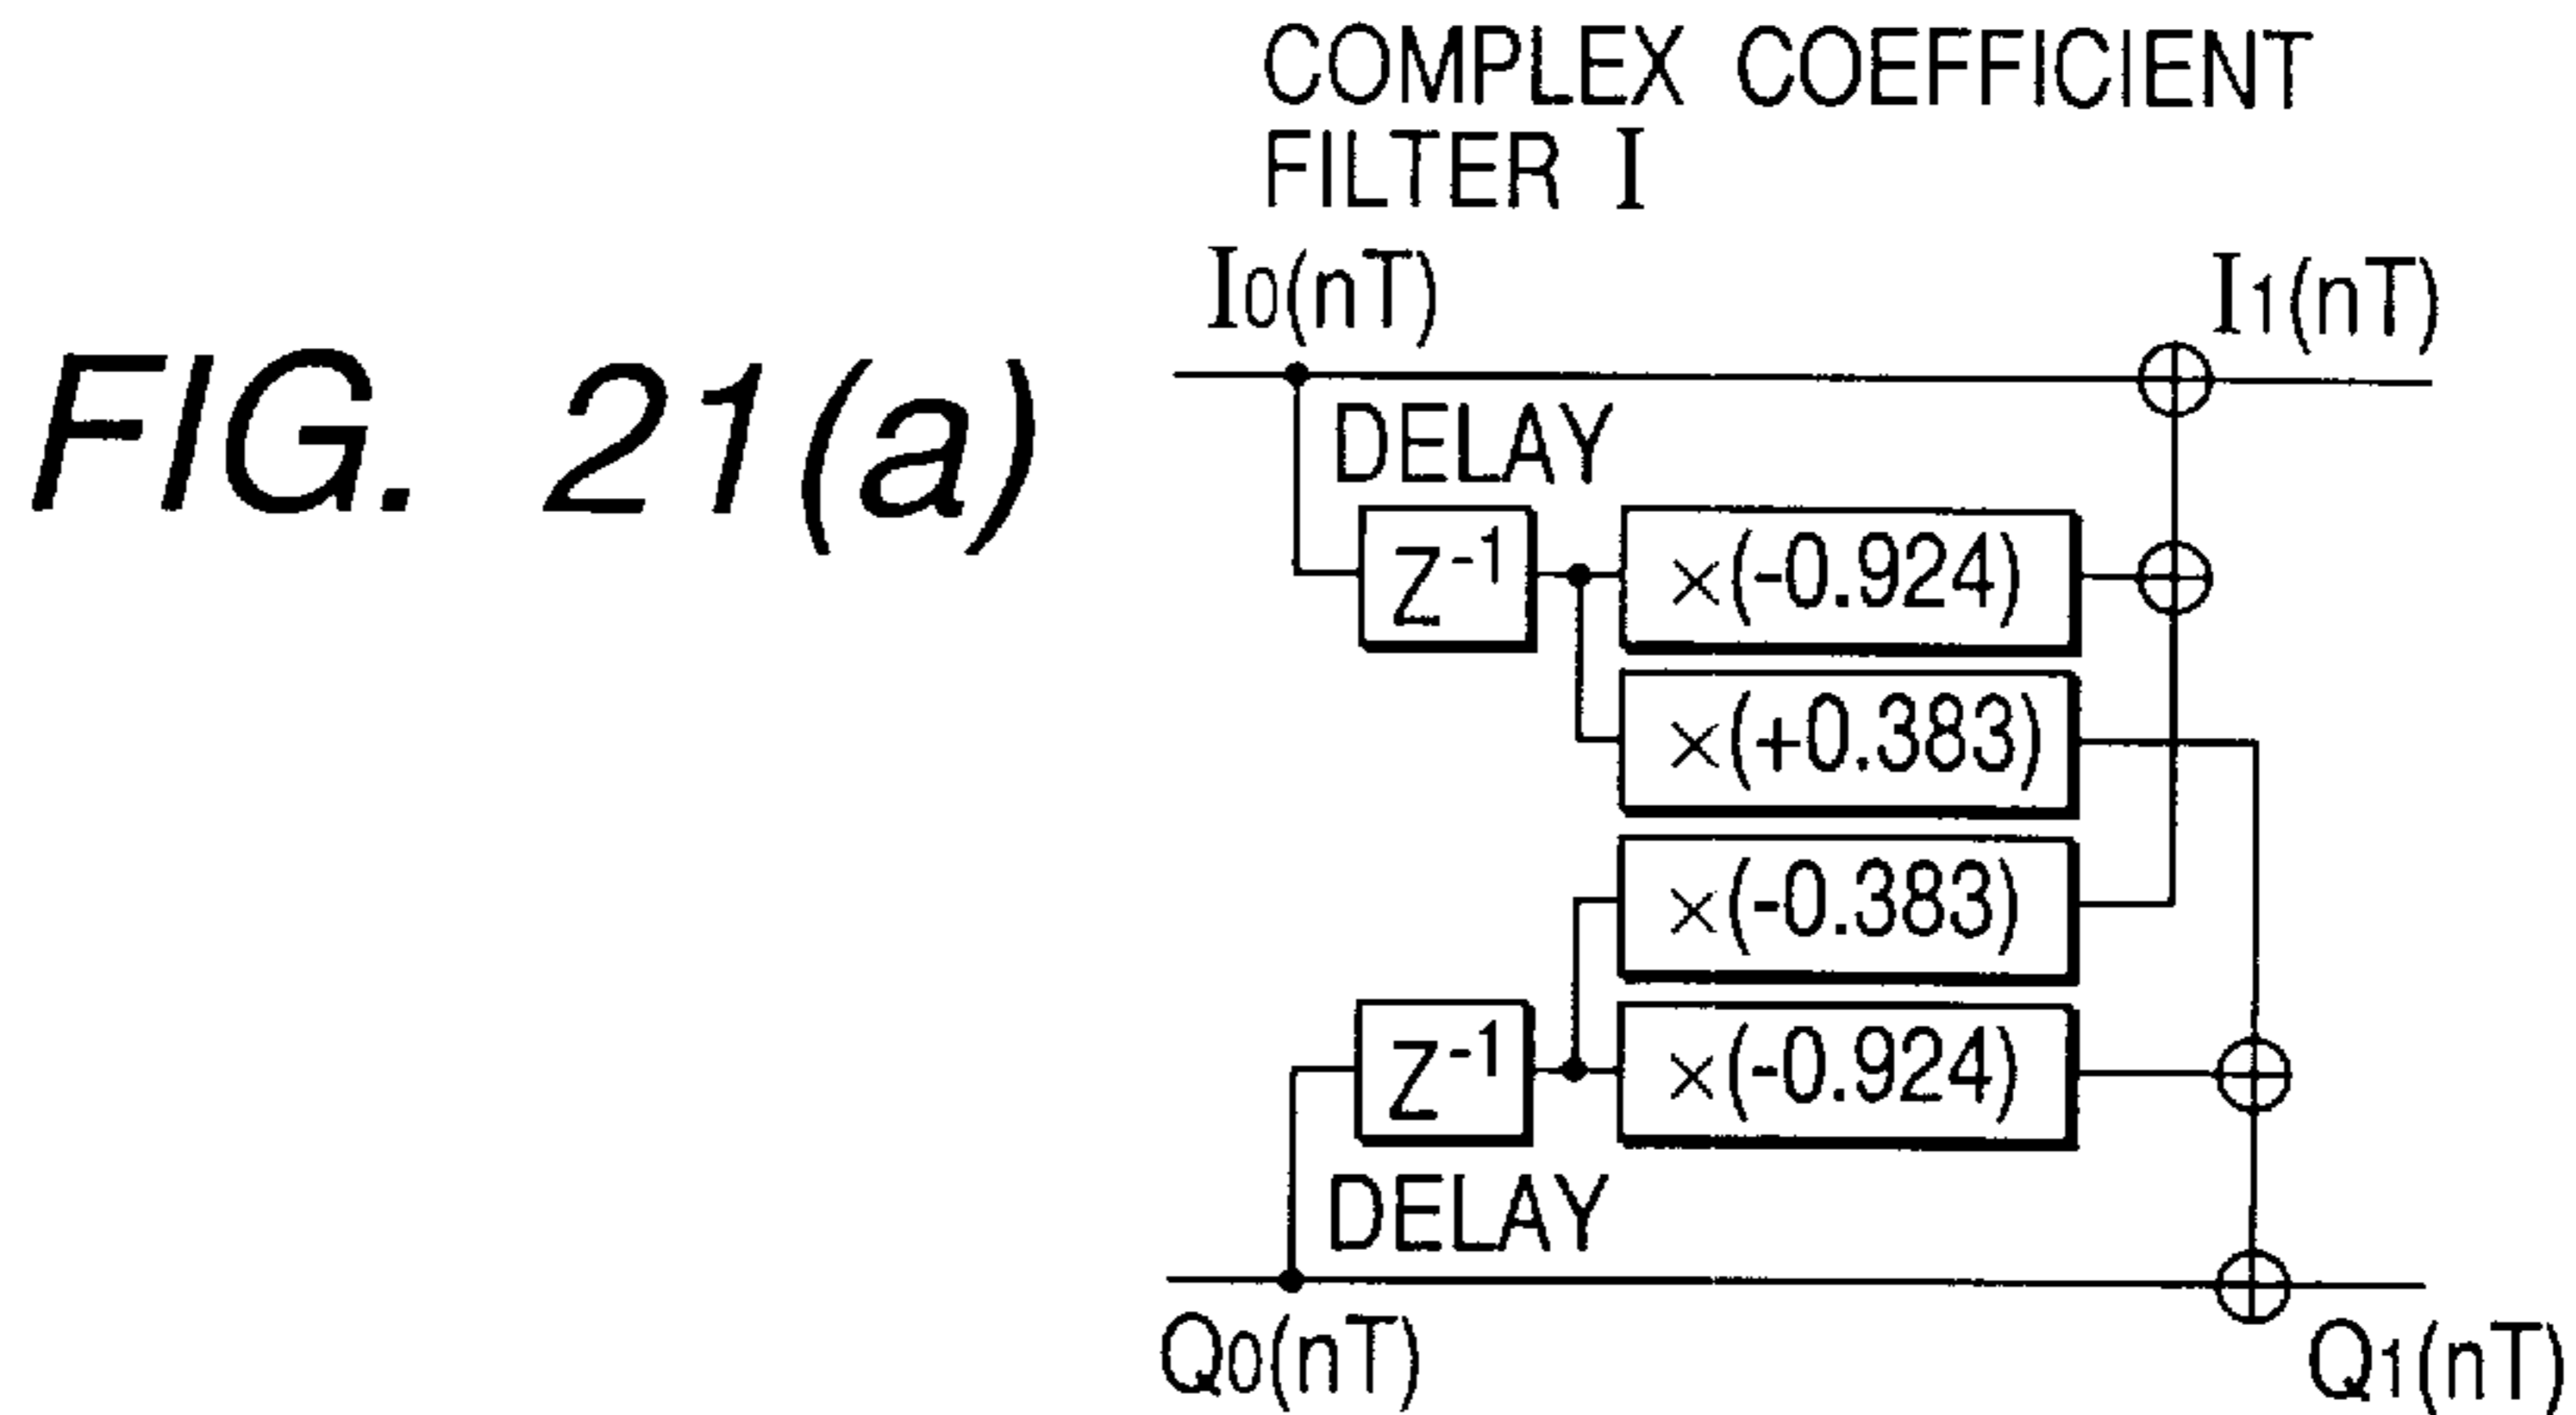 COMPLEX COEFFICIENT
FILTER I
I0(nT)
I1(nT)
FIG. 21(a)
DELAY
Z-1
×(-0.924)
×(+0.383)
×(-0.383)
Z-1
×(-0.924)
DELAY
Q0(nT)
Q1(nT)